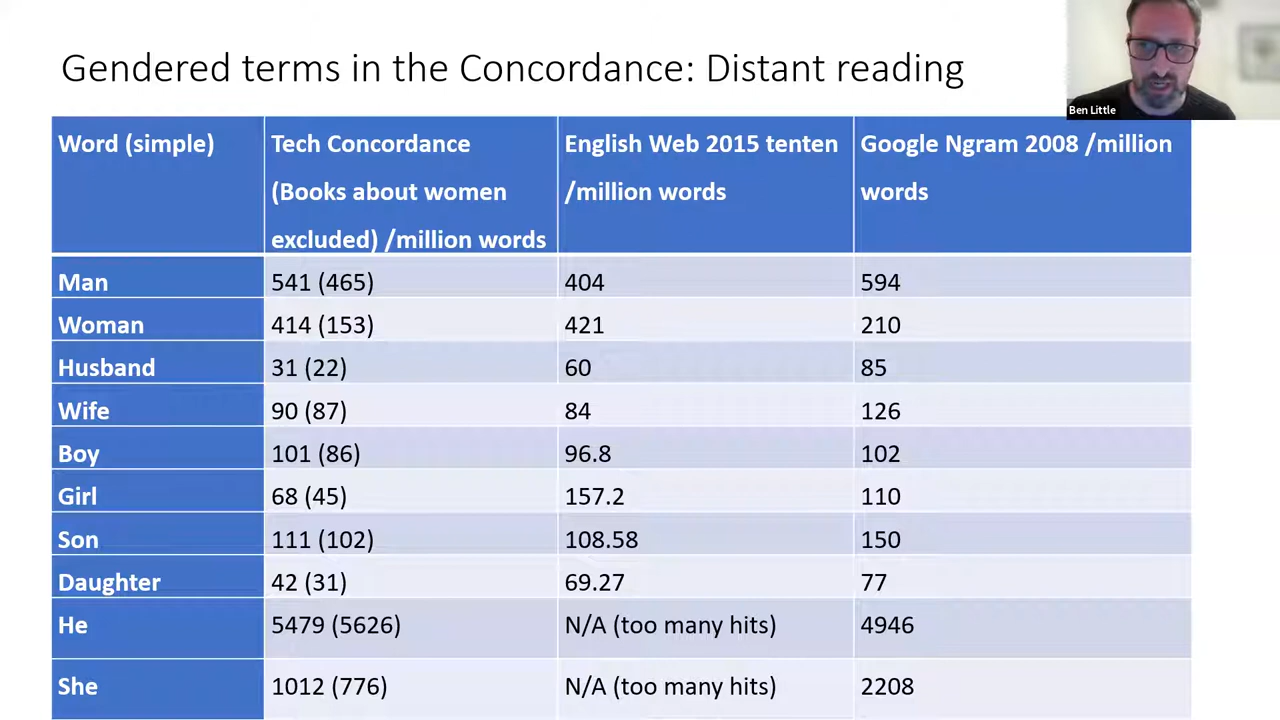 Gendered terms in the Concordance: Distant reading
Ben Little
Word (simple)
Tech Concordance
(Books about women
excluded) /million words
English Web 2015 tenten
/million words
Google Ngram 2008 /million
words
Man 541 (465) 404 594
Woman 414 (153) 421 210
Husband 31 (22) 60 85
Wife 90 (87) 84 126
Boy 101 (86) 96.8 102
Girl 68 (45) 157.2 110
Son 111 (102) 108.58 150
Daughter 42 (31) 69.27 77
He 5479 (5626) N/A (too many hits) 4946
She 1012 (776) N/A (too many hits) 2208